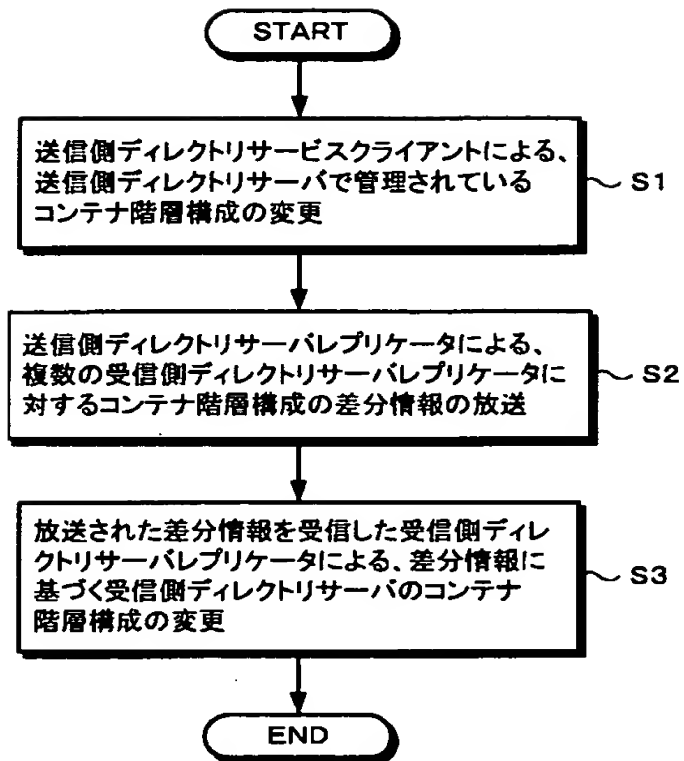 START
送信側ディレクトリサービスクライアントによる、
送信側ディレクトリサーバで管理されている
コンテナ階層構成の変更
S1
送信側ディレクトリサーバレプリケータによる、
複数の受信側ディレクトリサーバレプリケータに
対するコンテナ階層構成の差分情報の放送
S2
放送された差分情報を受信した受信側ディレ
クトリサーバレプリケータによる、差分情報に
基づく受信側ディレクトリサーバのコンテナ
階層構成の変更
S3
END